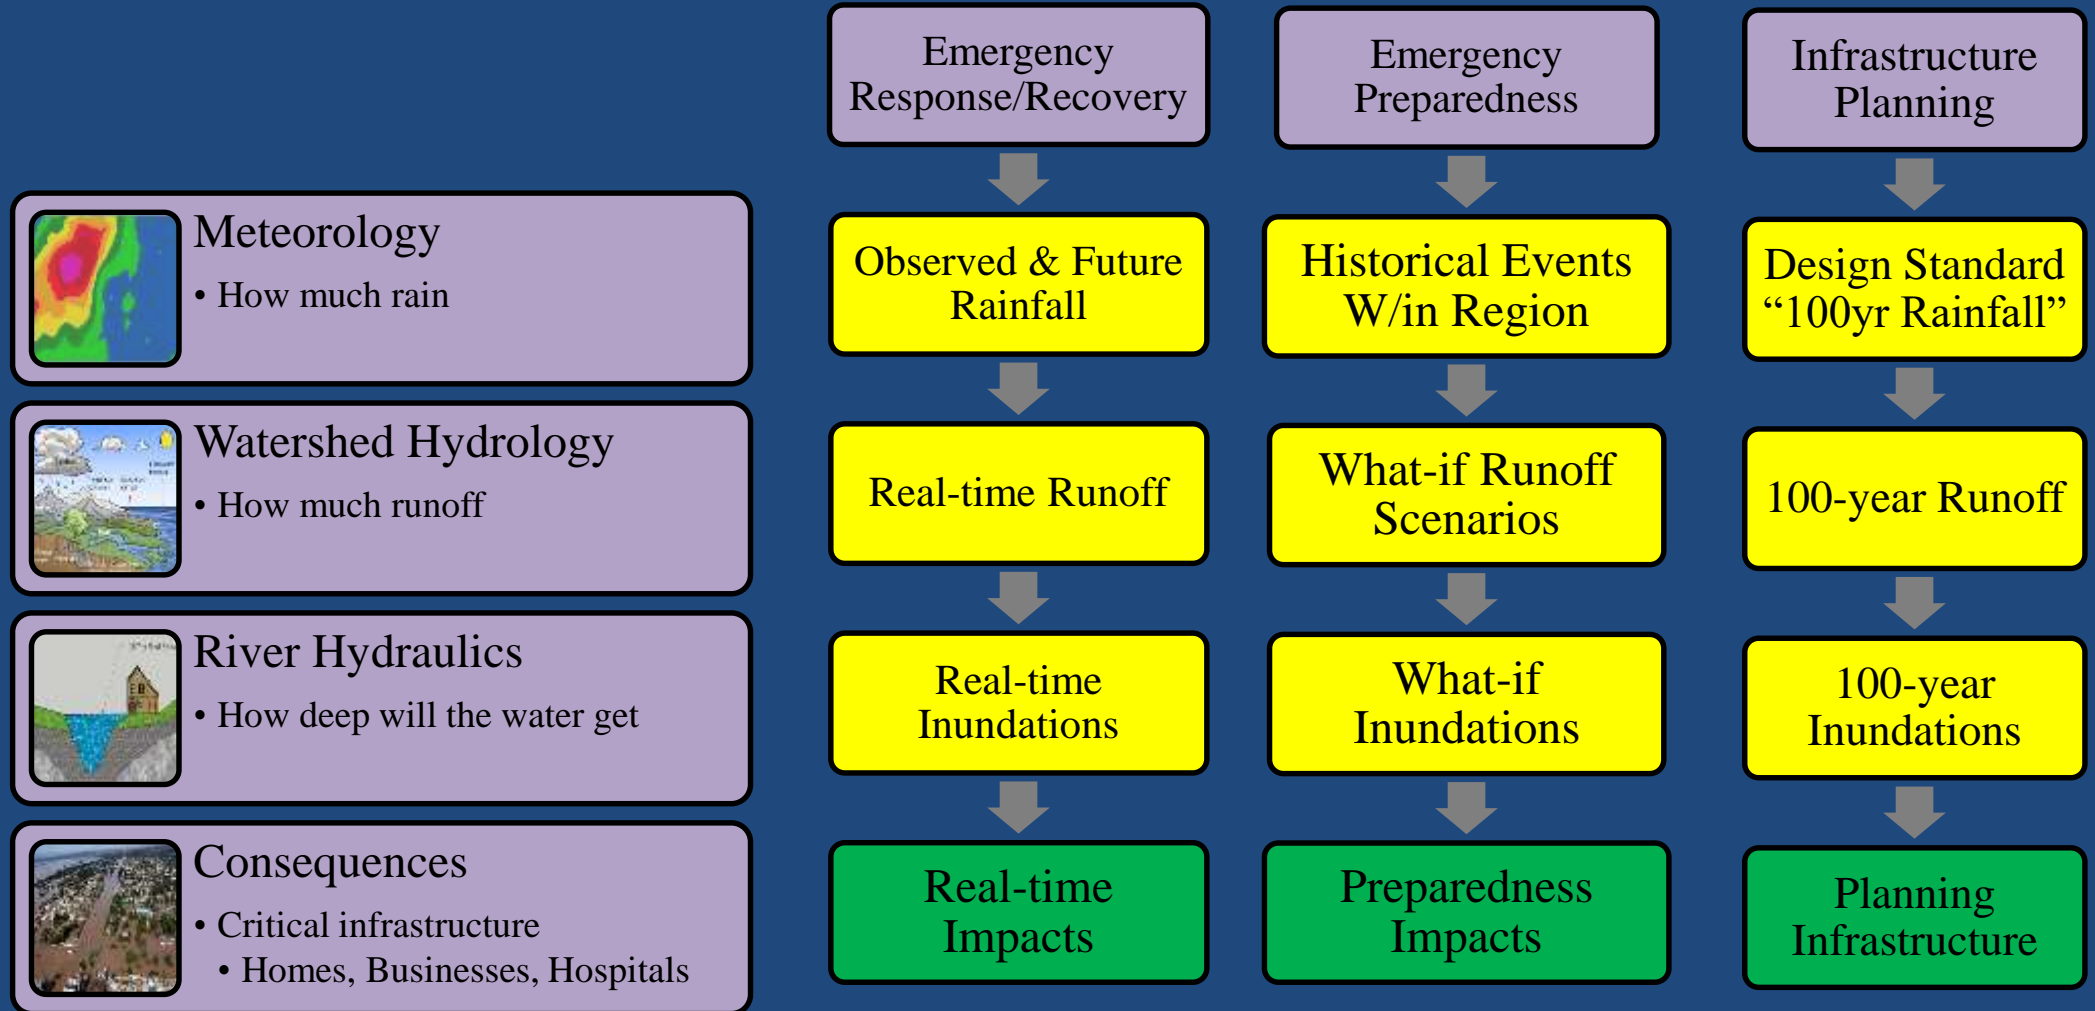 Emergency
Response/Recovery
Emergency
Preparedness
Infrastructure
Planning
Meteorology
• How much rain
Observed & Future
Rainfall
Historical Events
W/in Region
Design Standard
“100yr Rainfall”
Watershed Hydrology
• How much runoff
Real-time Runoff
What-if Runoff
Scenarios
100-year Runoff
River Hydraulics
• How deep will the water get
Real-time
Inundations
What-if
Inundations
100-year
Inundations
Consequences
• Critical infrastructure
• Homes, Businesses, Hospitals
Real-time
Impacts
Preparedness
Impacts
Planning
Infrastructure